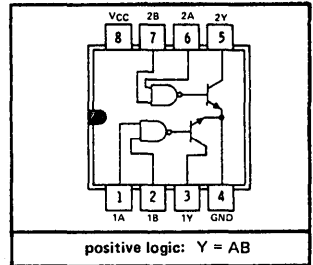 VCC 2B 2A 2Y
8 7 6 5
1 2 3 4
1A 1B 1Y GND
positive logic: Y = AB